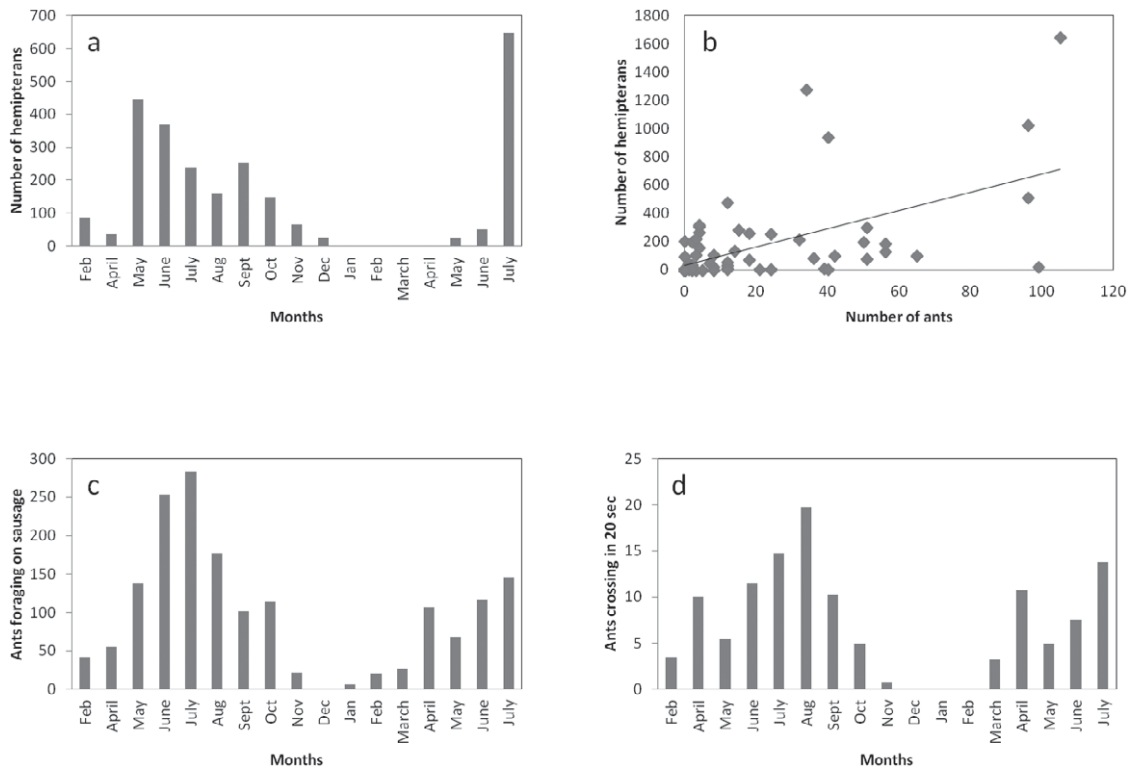 a
Number of hemipterans
700
600
500
400
300
200
100
0
Feb April May June July Aug Sept Oct Nov Dec Jan Feb March April May June July
Months
b
Number of hemipterans
1800
1600
1400
1200
1000
800
600
400
200
0
0 20 40 60 80 100 120
Number of ants
c
Ants foraging on sausage
300
250
200
150
100
50
0
Feb April May June July Aug Sept Oct Nov Dec Jan Feb March April May June July
Months
d
Ants crossing in 20 sec
25
20
15
10
5
0
Feb April May June July Aug Sept Oct Nov Dec Jan Feb March April May June July
Months